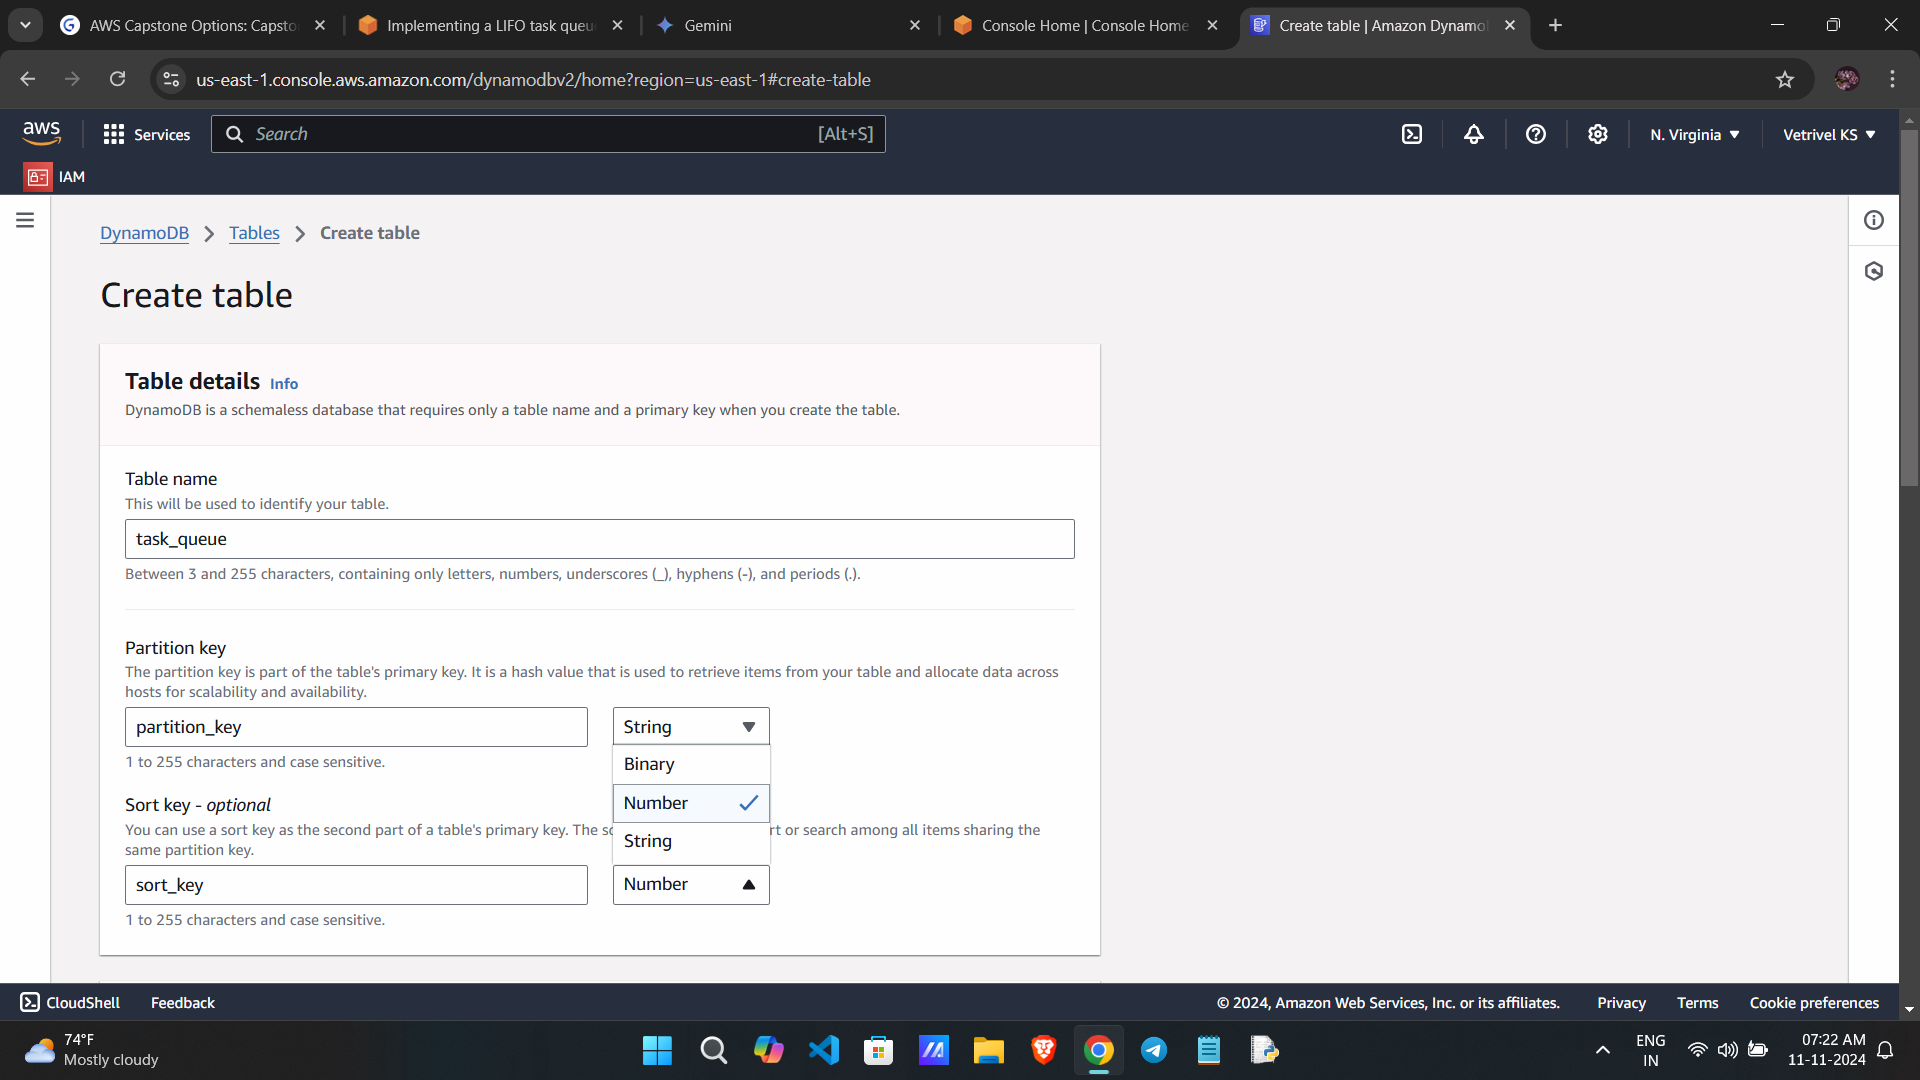 AWS Capstone Options: Capsto
Implementing a LIFO task queu
Gemini
Console Home | Console Home
Create table | Amazon Dynamo
us-east-1.console.aws.amazon.com/dynamodbv2/home?region=us-east-1#create-table
aws
Services
Search
[Alt+S]
N. Virginia
Vetrivel KS
IAM
DynamoDB
Tables
Create table
Create table
Table details
Info
DynamoDB is a schemaless database that requires only a table name and a primary key when you create the table.
Table name
This will be used to identify your table.
task_queue
Between 3 and 255 characters, containing only letters, numbers, underscores (_), hyphens (-), and periods (.).
Partition key
The partition key is part of the table's primary key. It is a hash value that is used to retrieve items from your table and allocate data across
hosts for scalability and availability.
partition_key
String
1 to 255 characters and case sensitive.
Binary
Number
String
Sort key - optional
You can use a sort key as the second part of a table's primary key. The so
rt or search among all items sharing the
same partition key.
sort_key
Number
1 to 255 characters and case sensitive.
CloudShell
Feedback
© 2024, Amazon Web Services, Inc. or its affiliates.
Privacy
Terms
Cookie preferences
74°F
Mostly cloudy
ENG
IN
07:22 AM
11-11-2024